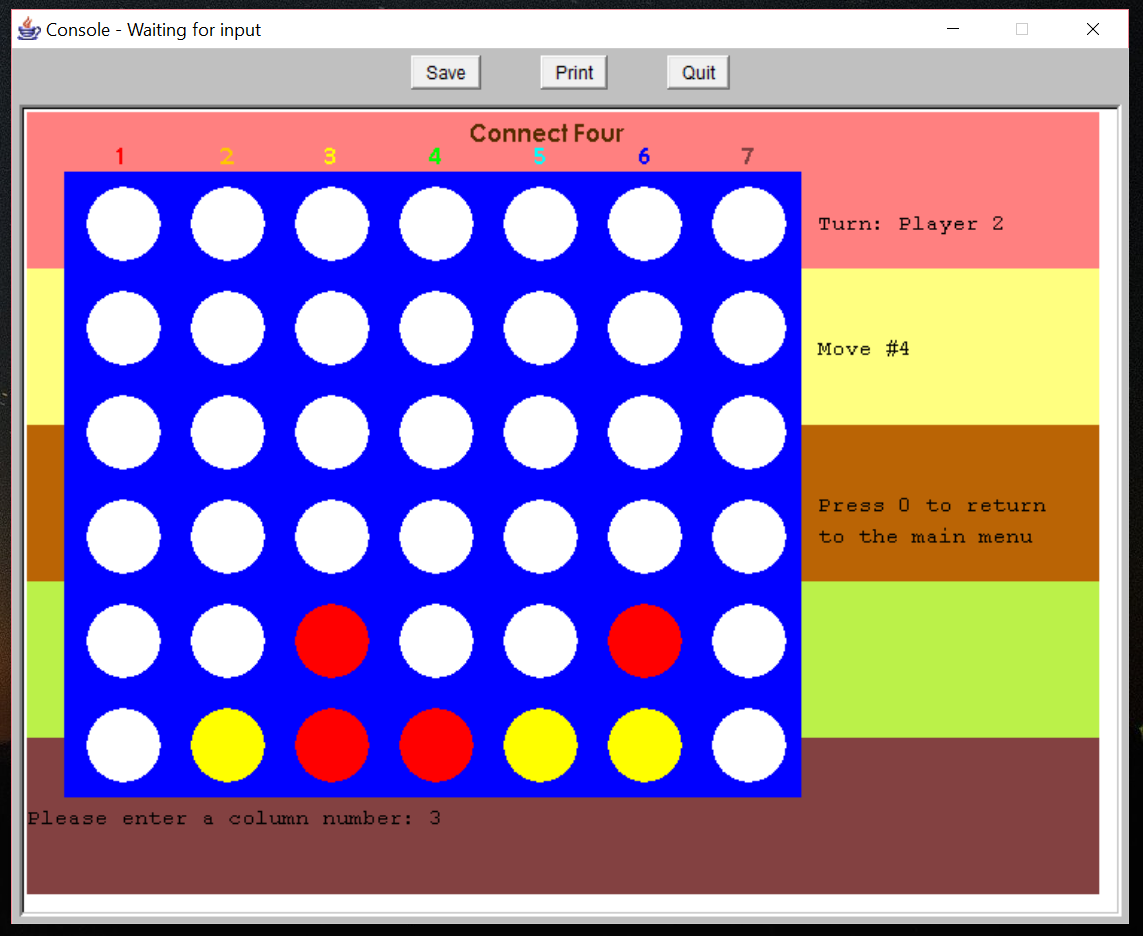 Console - Waiting for input
Save Print Quit
Connect Four
1 2 3 4 5 6 7
Turn: Player 2
Move #4
Press 0 to return
to the main menu
Please enter a column number: 3